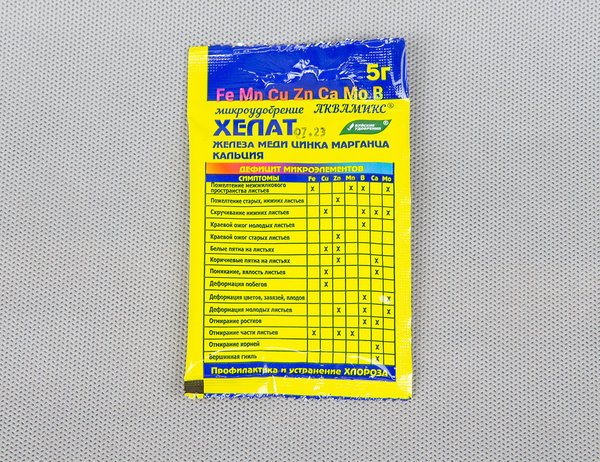 5г
Fe Mn Cu Zn Ca Mo B
микроудобрение АКВАМИКС®
ХЕЛАТ 07.23
БУЙСКИЕ УДОБРЕНИЯ ®
ЖЕЛЕЗА МЕДИ ЦИНКА МАРГАНЦА
КАЛЬЦИЯ
ДЕФИЦИТ МИКРОЭЛЕМЕНТОВ
СИМПТОМЫ Fe Cu Zn Mn B Ca Mo
Пожелтение межжилкового
пространства листьев X X X X
Пожелтение старых, нижних листьев X
Скручивание нижних листьев X X X X
Краевой ожог молодых листьев X
Краевой ожог старых листьев X
Белые пятна на листьях X X
Коричневые пятна на листьях X X
Поникание, вялость листьев X X
Деформация побегов X
Деформация цветов, завязей, плодов X X
Деформация молодых листьев X X X
Отмирание ростков X X
Отмирание части листьев X X X X
Отмирание корней X
Вершинная гниль X
Профилактика и устранение ХЛОРОЗА